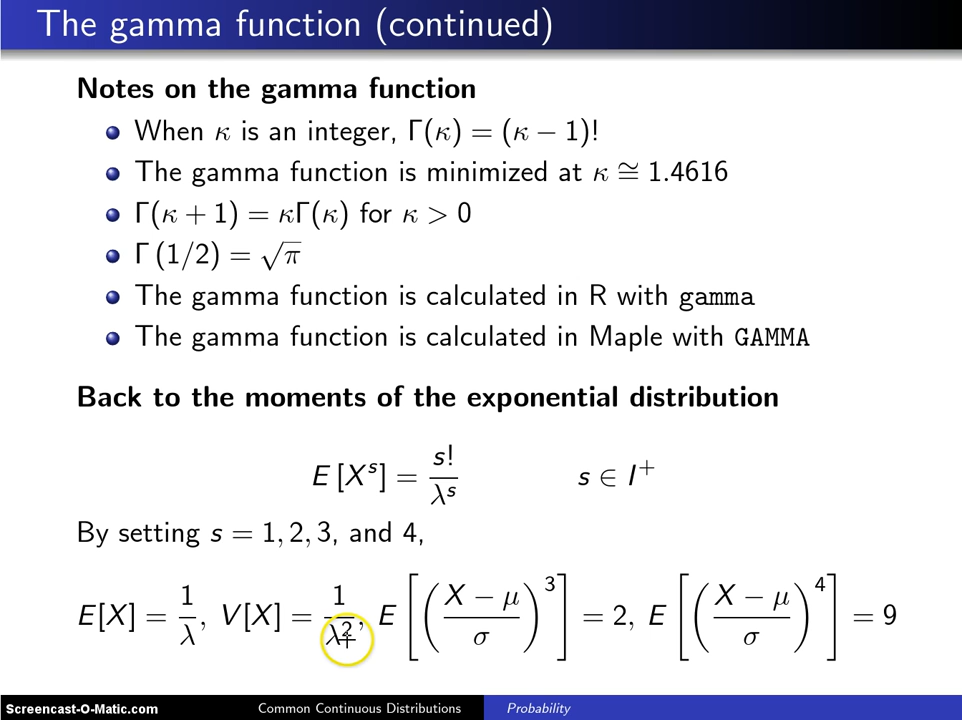 The gamma function (continued)
Notes on the gamma function
When κ is an integer, Γ(κ) = (κ − 1)!
The gamma function is minimized at κ ≅ 1.4616
Γ(κ + 1) = κΓ(κ) for κ > 0
Γ (1/2) = √π
The gamma function is calculated in R with gamma
The gamma function is calculated in Maple with GAMMA
Back to the moments of the exponential distribution
E [X^s] = s!/λ^s s ∈ I^+
By setting s = 1, 2, 3, and 4,
E[X] = 1/λ, V[X] = 1/λ^2, E[((X − μ)/σ)^3] = 2, E[((X − μ)/σ)^4] = 9
Screencast-O-Matic.com Common Continuous Distributions Probability